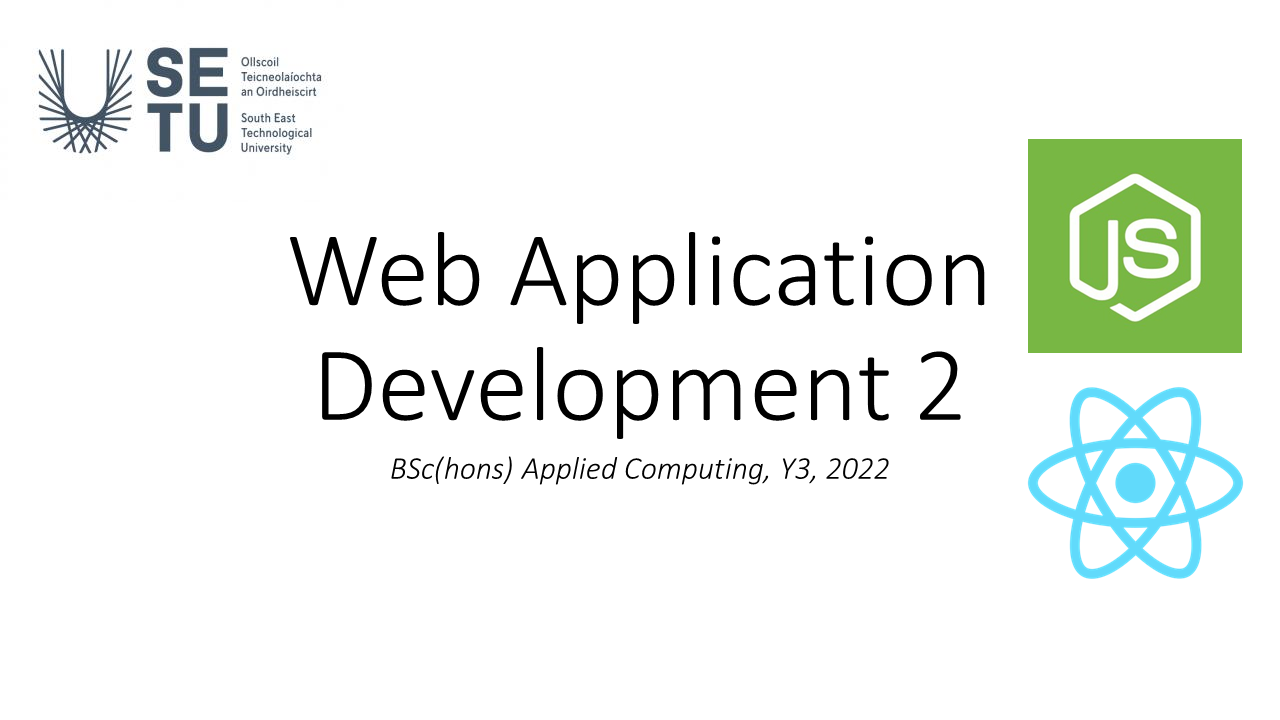 SE
TU
Ollscoil
Teicneolaíochta
an Oirdheiscirt
South East
Technological
University
JS
Web Application
Development 2
BSc(hons) Applied Computing, Y3, 2022